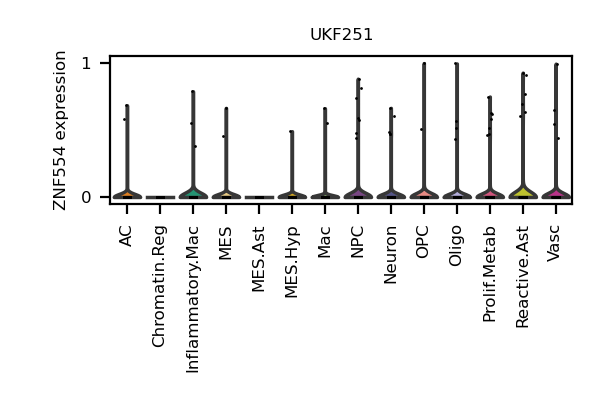 UKF251
ZNF554 expression
1
0
AC
Chromatin.Reg
Inflammatory.Mac
MES
MES.Ast
MES.Hyp
Mac
NPC
Neuron
OPC
Oligo
Prolif.Metab
Reactive.Ast
Vasc